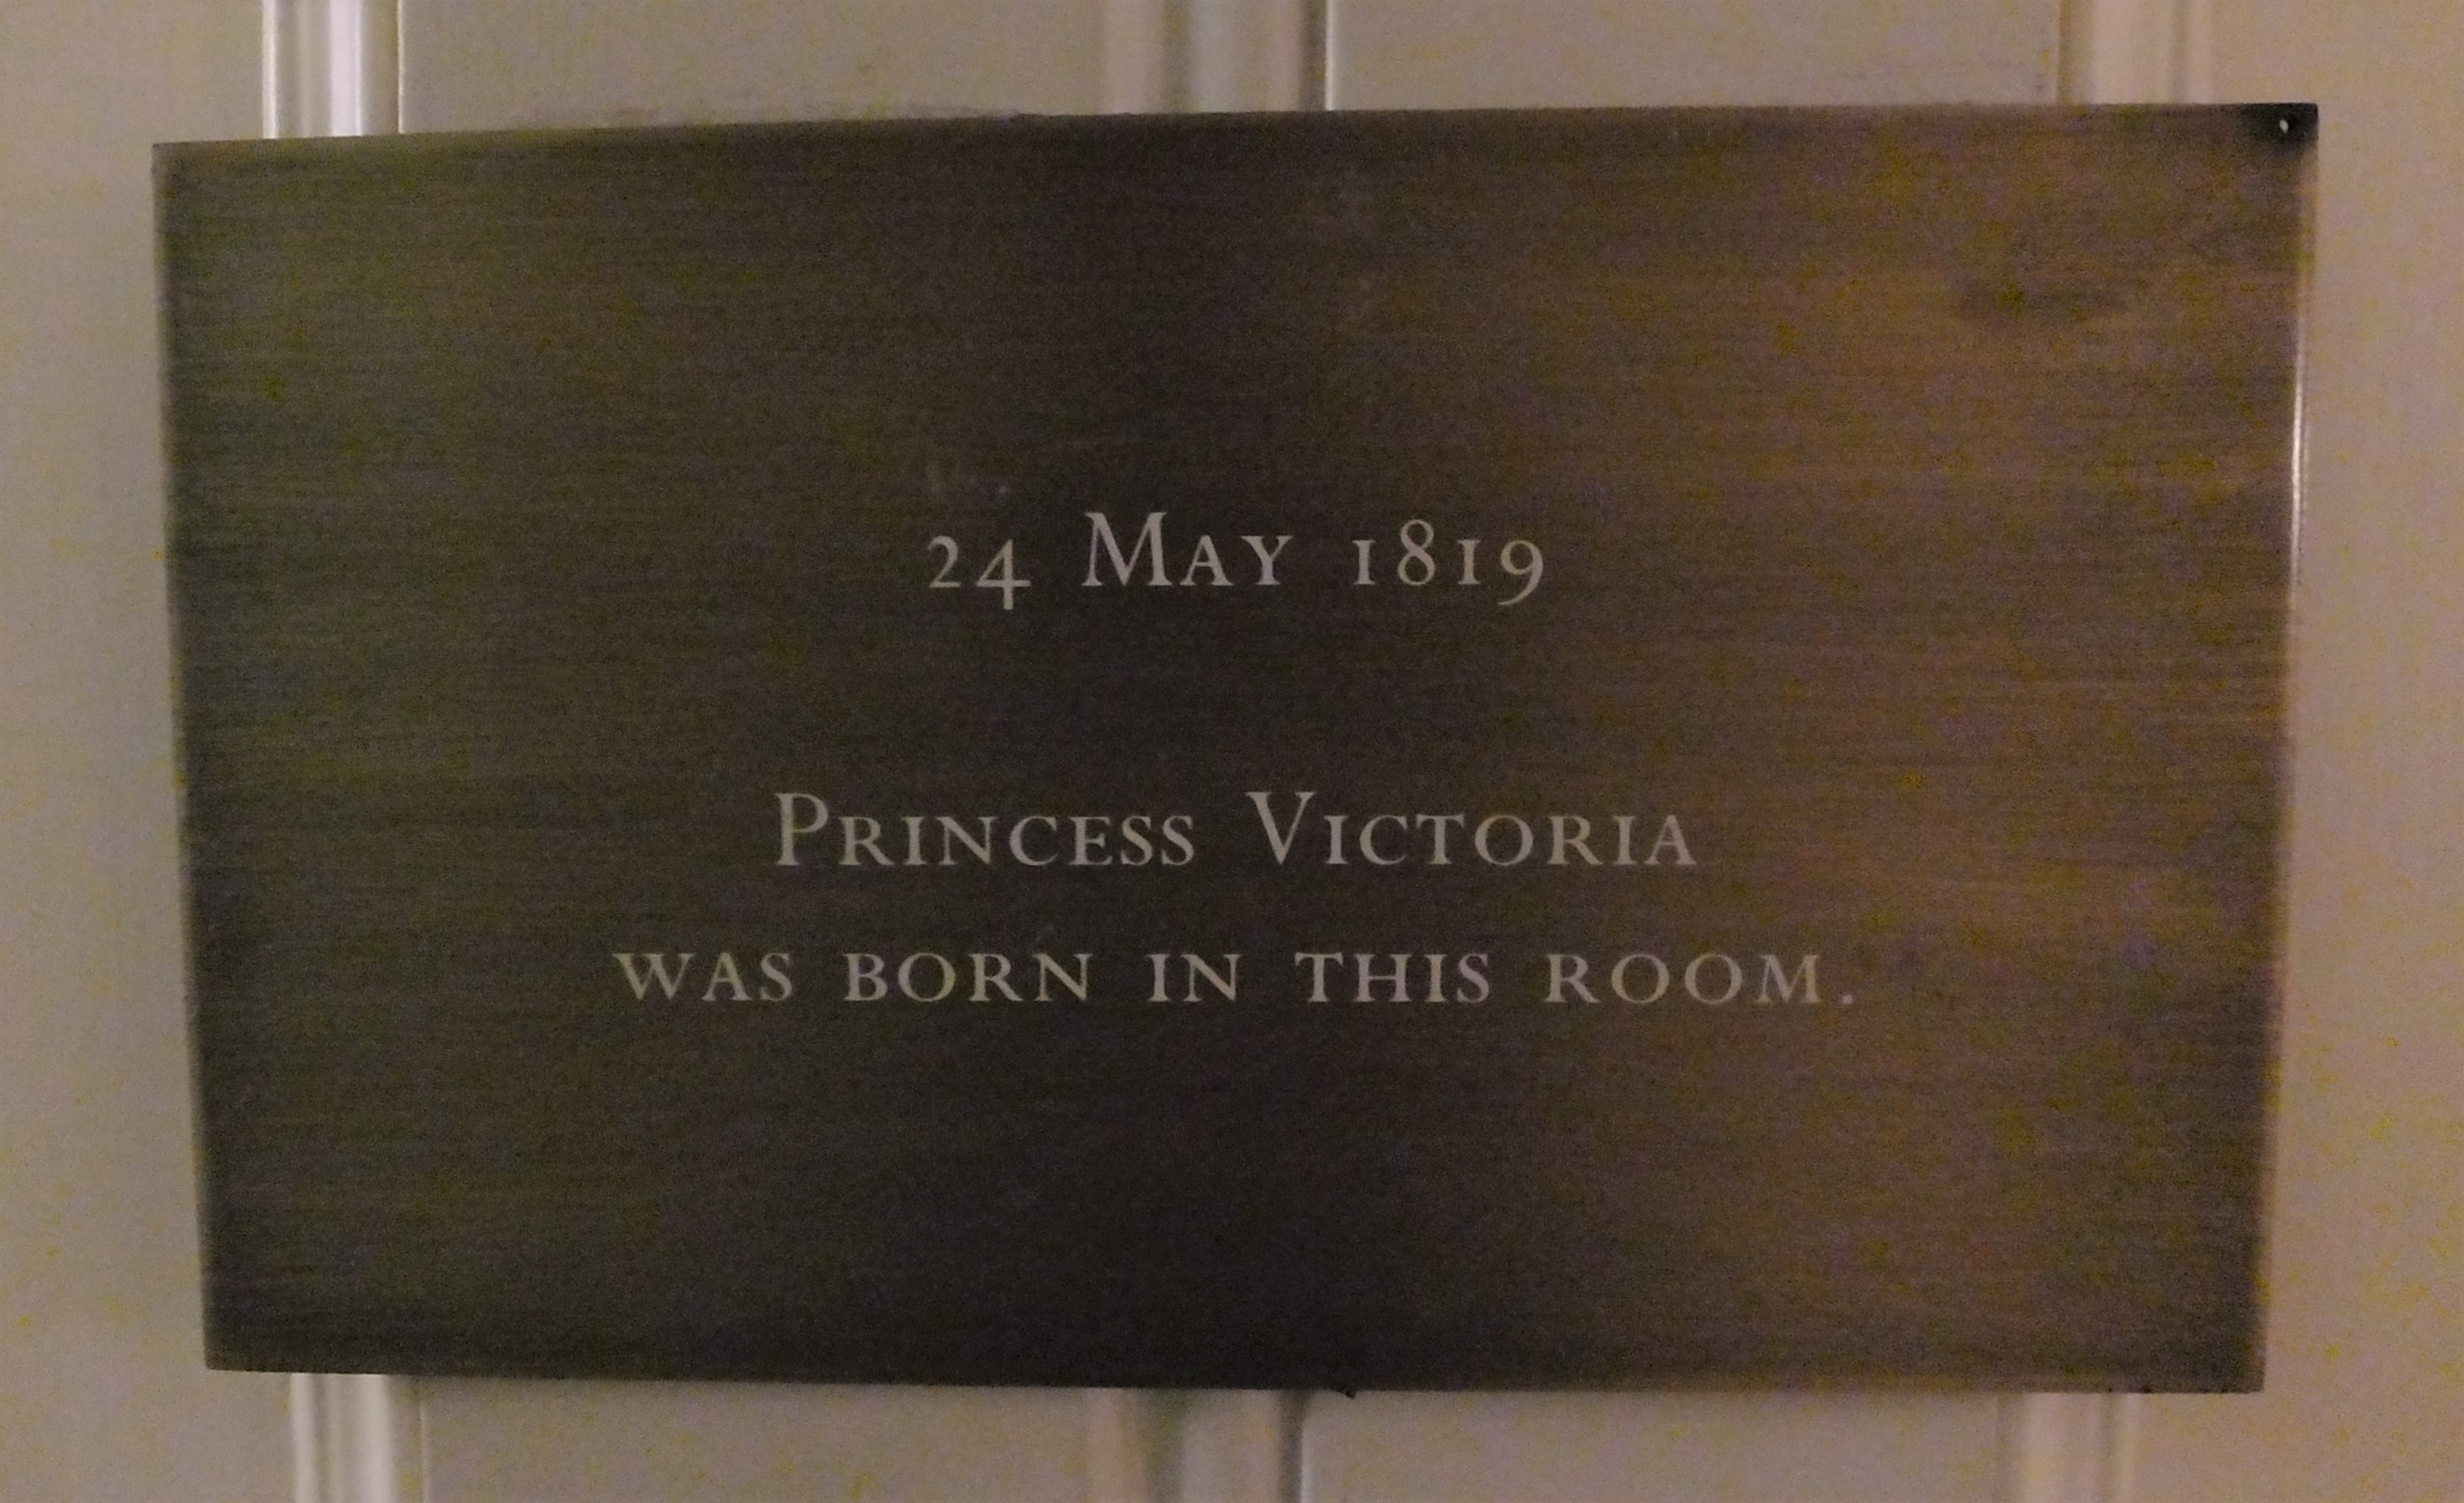 24 May 1819
Princess Victoria
was born in this room.